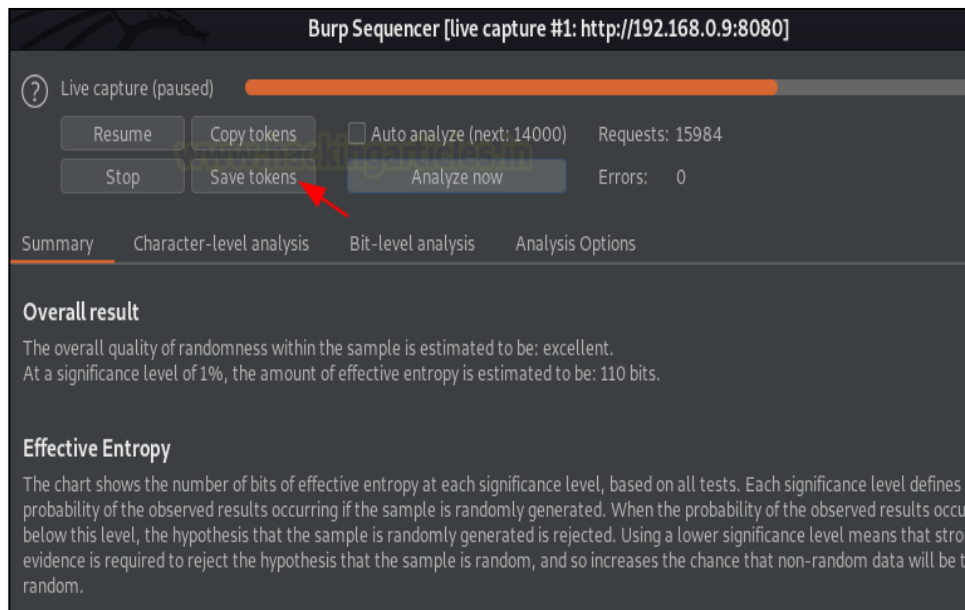 Burp Sequencer [live capture #1: http://192.168.0.9:8080]
? Live capture (paused)
Resume Copy tokens Auto analyze (next: 14000) Requests: 15984
www.hackingarticles.in
Stop Save tokens Analyze now Errors: 0
Summary Character-level analysis Bit-level analysis Analysis Options
Overall result
The overall quality of randomness within the sample is estimated to be: excellent.
At a significance level of 1%, the amount of effective entropy is estimated to be: 110 bits.
Effective Entropy
The chart shows the number of bits of effective entropy at each significance level, based on all tests. Each significance level defines
probability of the observed results occurring if the sample is randomly generated. When the probability of the observed results occu
below this level, the hypothesis that the sample is randomly generated is rejected. Using a lower significance level means that stro
evidence is required to reject the hypothesis that the sample is random, and so increases the chance that non-random data will be t
random.